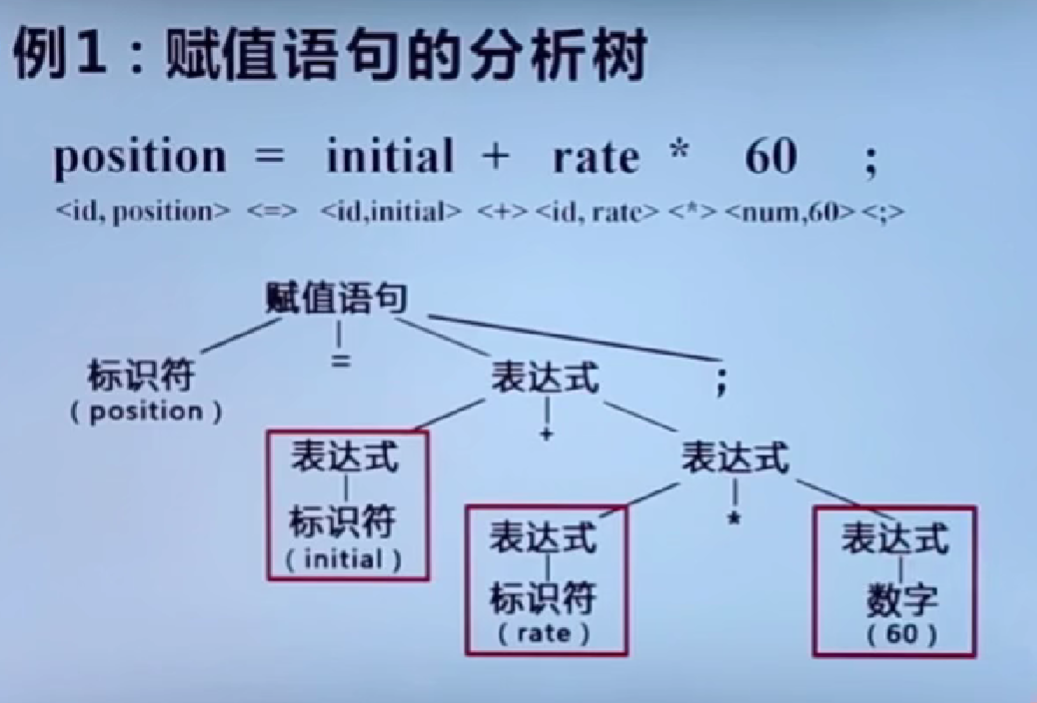 例1：赋值语句的分析树
position = initial + rate * 60 ;
<id, position> <=> <id,initial> <+> <id, rate> <*> <num,60> <;>
赋值语句
标识符 = 表达式 ;
(position)
+
表达式 表达式
标识符 *
(initial)
表达式 表达式
标识符 数字
(rate) (60)